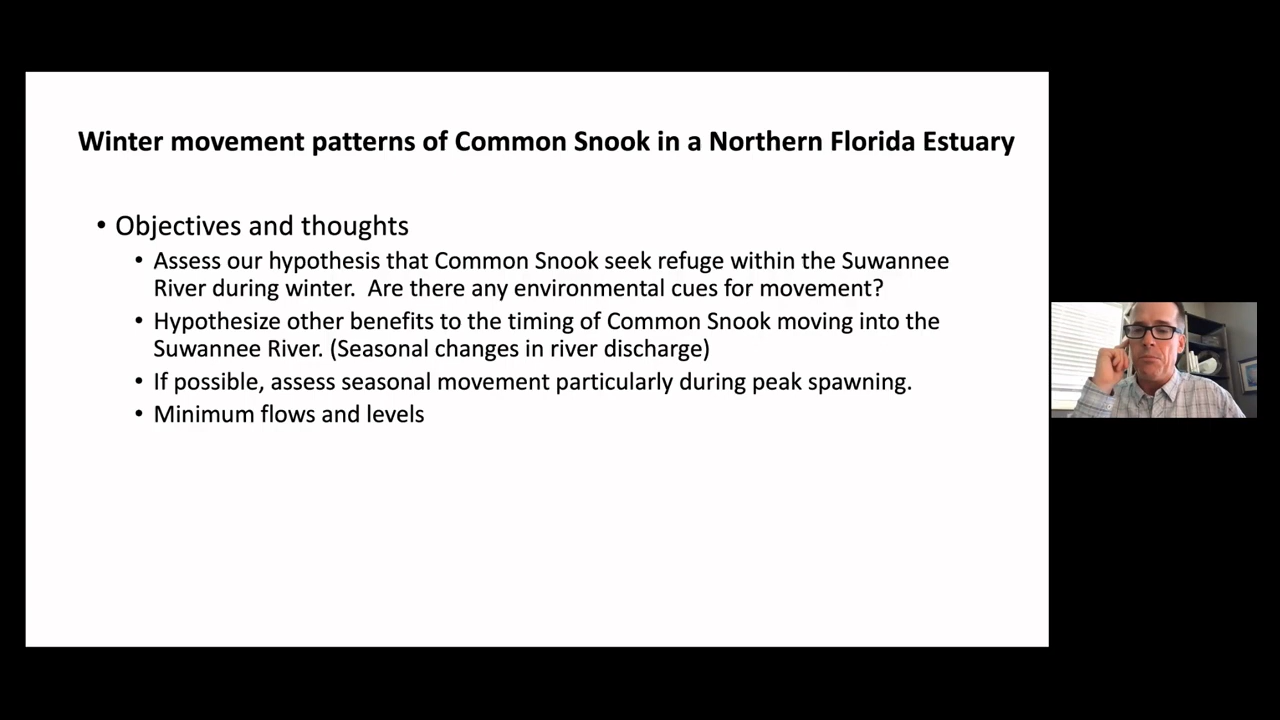 Winter movement patterns of Common Snook in a Northern Florida Estuary
• Objectives and thoughts
• Assess our hypothesis that Common Snook seek refuge within the Suwannee
River during winter.  Are there any environmental cues for movement?
• Hypothesize other benefits to the timing of Common Snook moving into the
Suwannee River. (Seasonal changes in river discharge)
• If possible, assess seasonal movement particularly during peak spawning.
• Minimum flows and levels